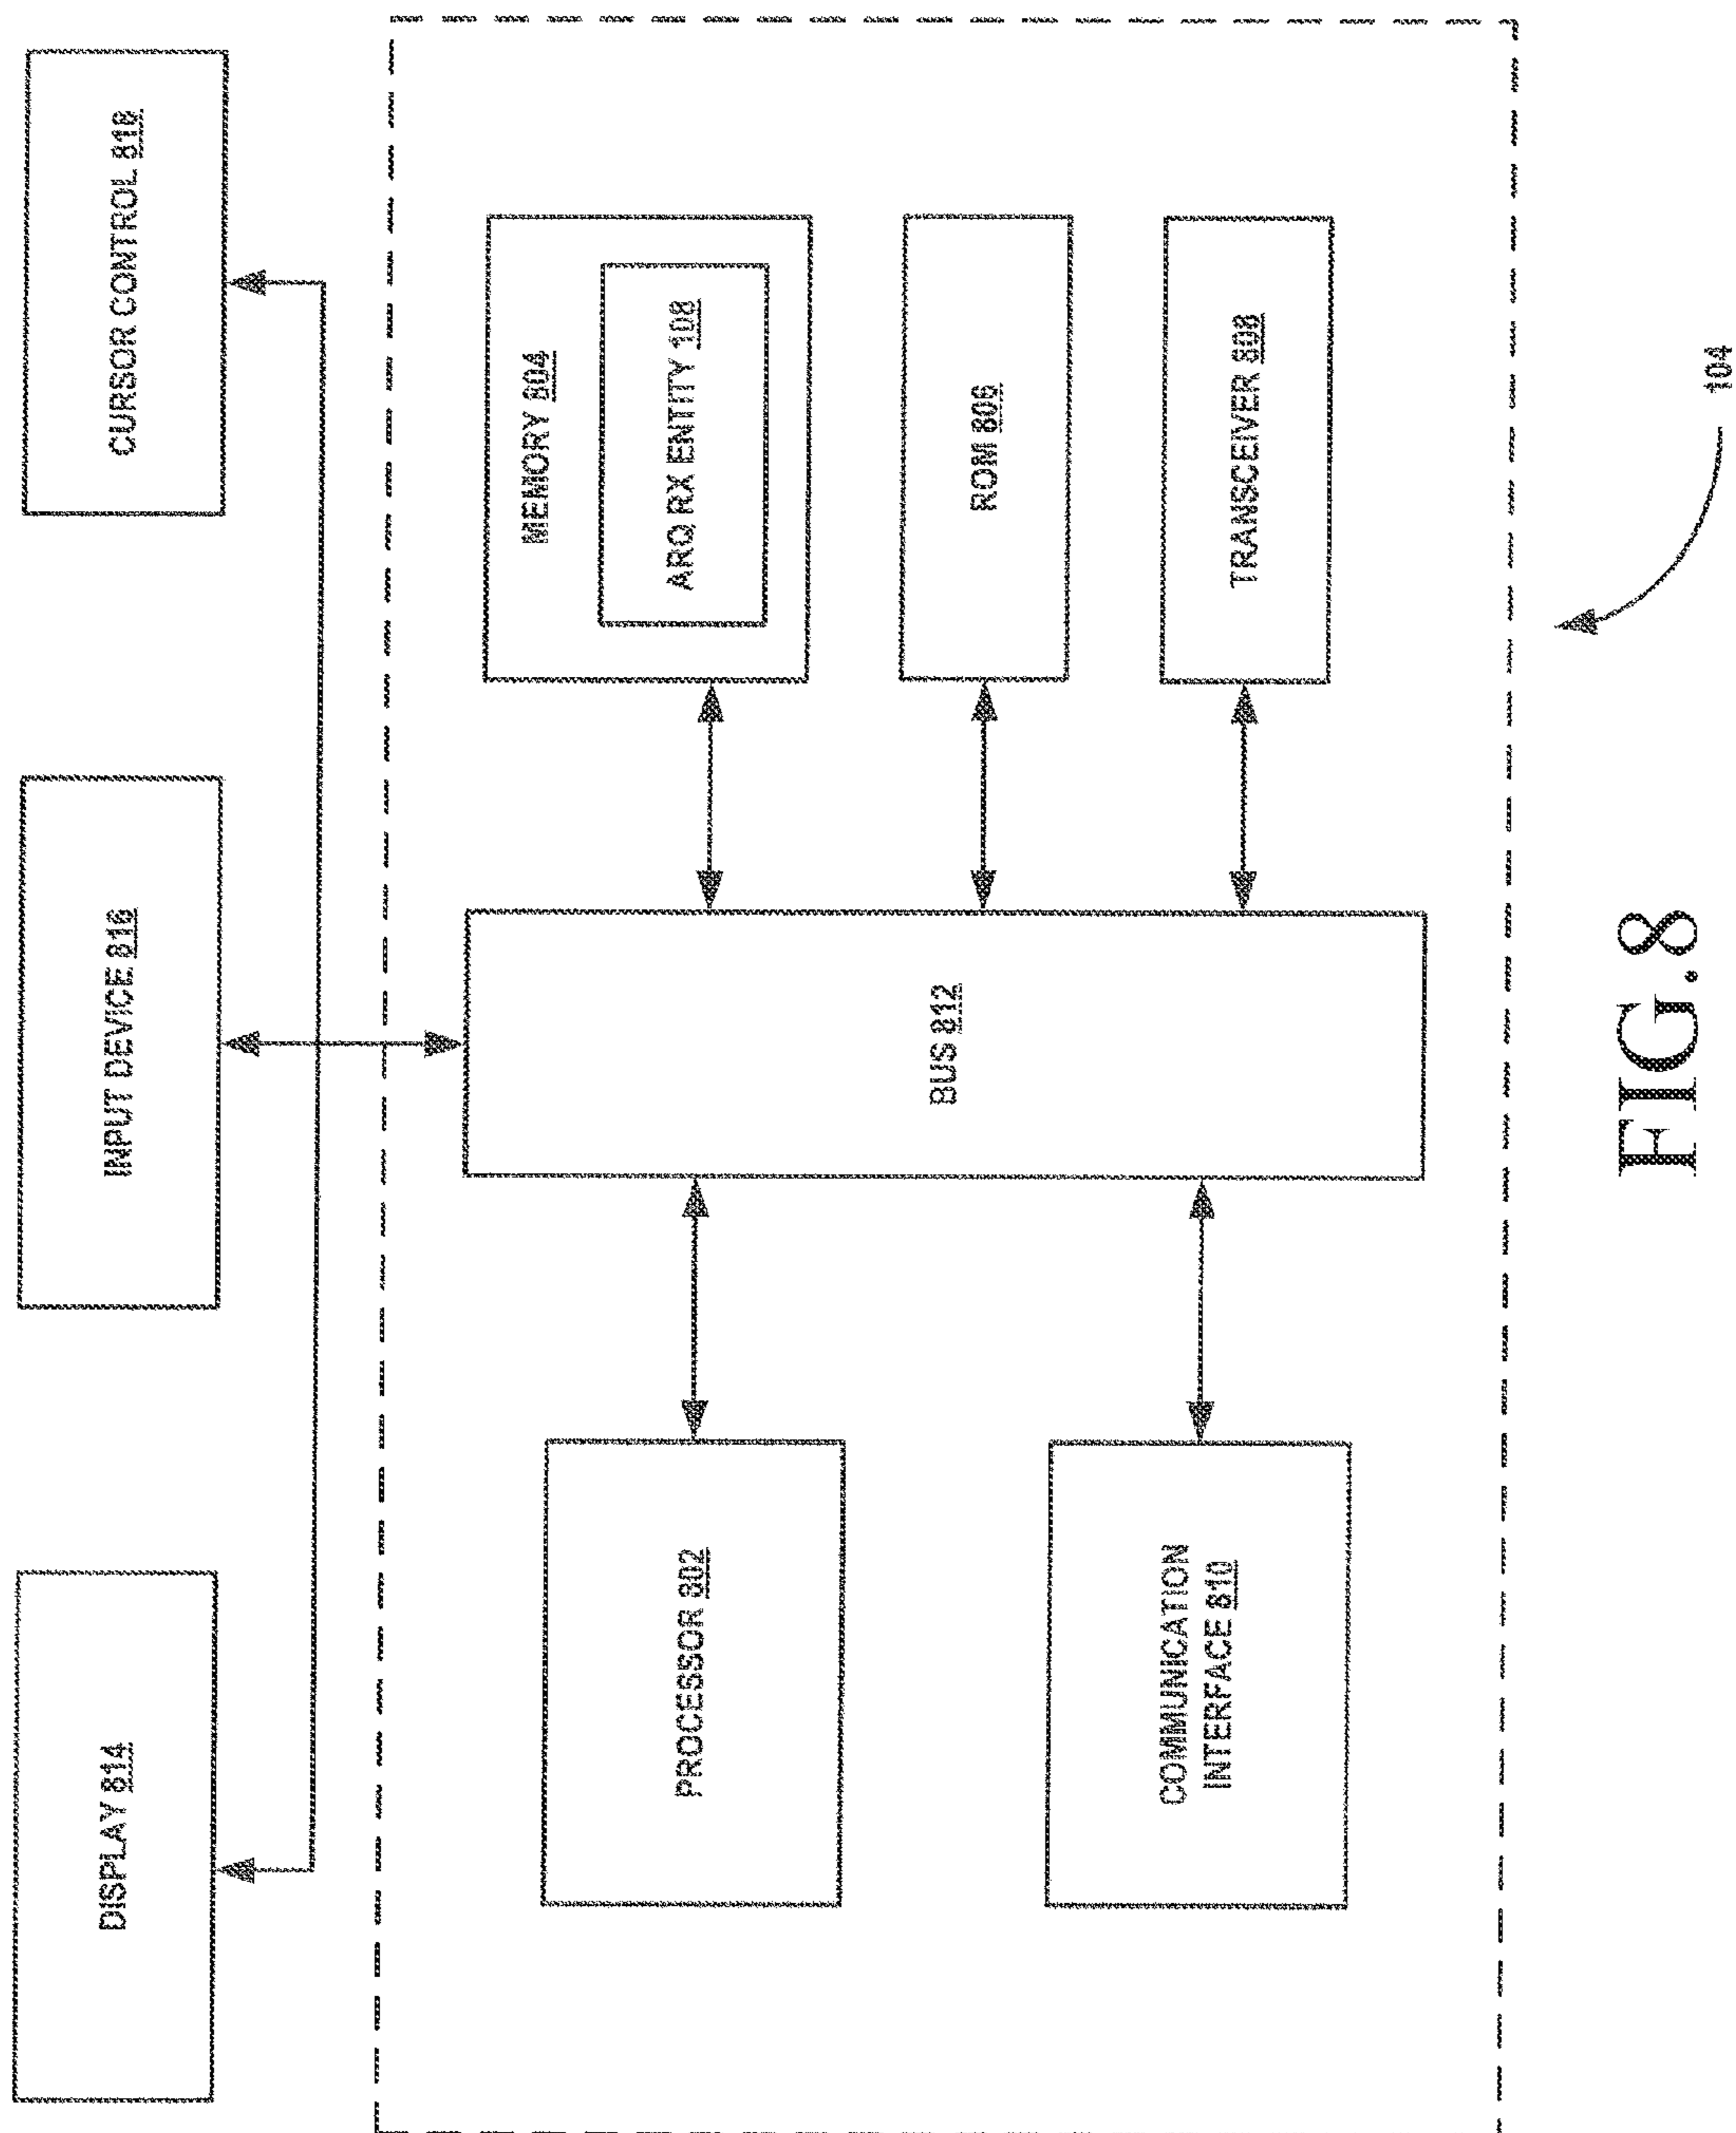 DISPLAY 814
INPUT DEVICE 816
CURSOR CONTROL 818
PROCESSOR 802
COMMUNICATION
INTERFACE 810
BUS 812
MEMORY 804
ARQ RX ENTITY 108
ROM 806
TRANSCEIVER 808
104
FIG.8